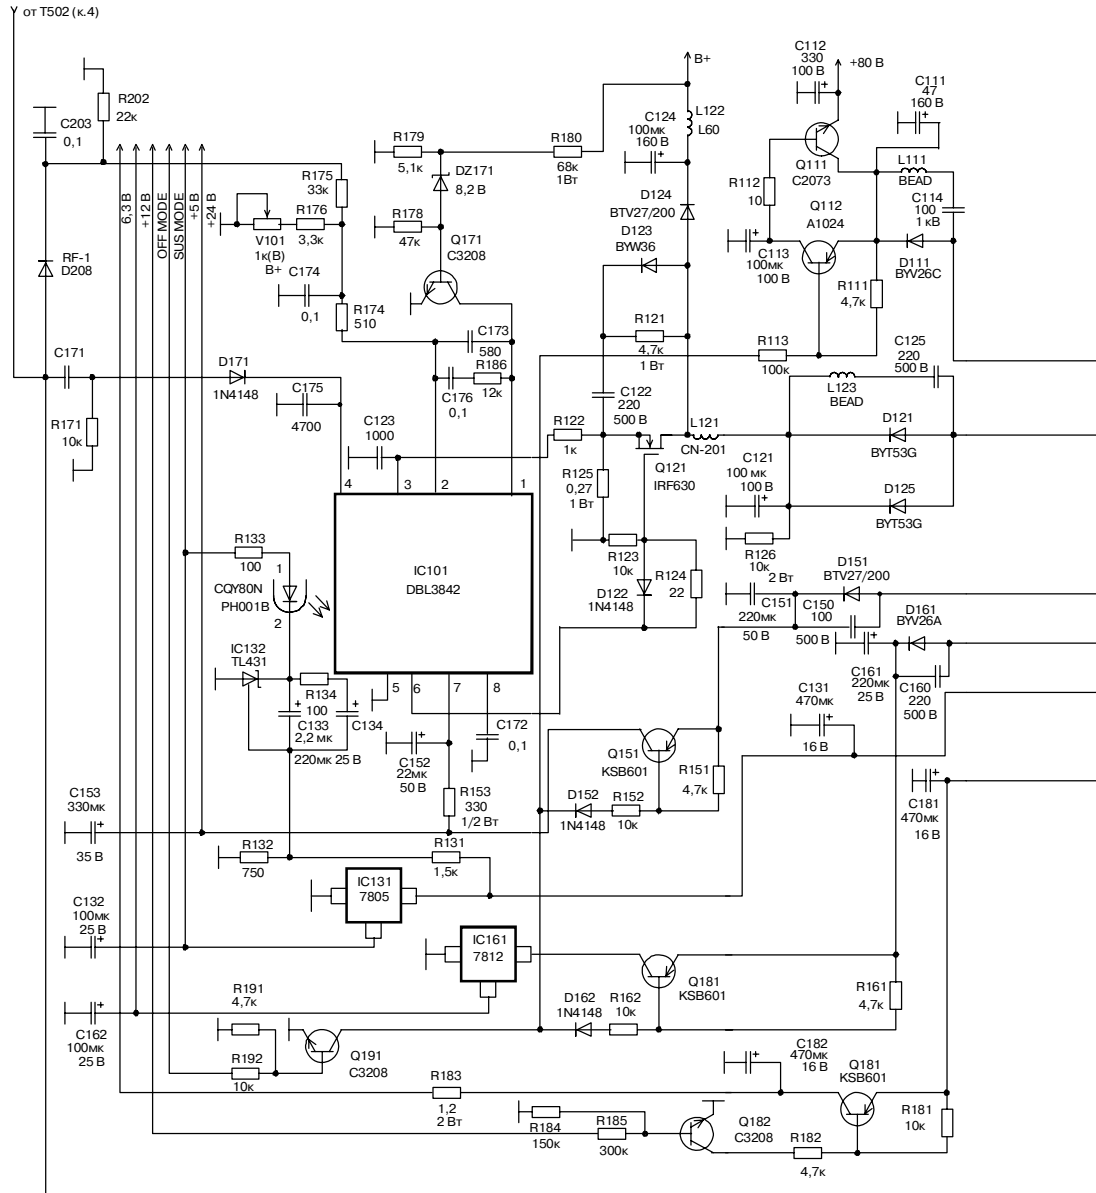 от T502 (к.4)
R202
22к
C203
0,1
6,3 В
+12 В
OFF MODE
SUS MODE
+5 В
+24 В
RF-1
D208
R175
33к
R176
3,3к
V101
1к(В)
В+
C174
0,1
R174
510
R179
5,1к
DZ171
8,2 В
R178
47к
Q171
C3208
R180
68к
1Вт
В+
L122
L60
C124
100мк
160 В
D124
BTV27/200
D123
BYW36
C112
330
100 В
+80 В
C111
47
160 В
Q111
C2073
L111
BEAD
R112
10
Q112
A1024
C114
100
1 кВ
C113
100мк
100 В
D111
BYV26C
R111
4,7к
C173
580
R186
12к
C176
0,1
R121
4,7к
1 Вт
R113
100к
C125
220
500 В
L123
BEAD
C171
D171
1N4148
C175
4700
R171
10к
C123
1000
R122
1к
C122
220
500 В
L121
CN-201
D121
BYT53G
Q121
IRF630
R125
0,27
1 Вт
C121
100 мк
100 В
D125
BYT53G
4
3
2
1
R133
100
1
CQY80N
PH001B
2
IC101
DBL3842
R123
10к
R124
22
D122
1N4148
R126
10к
2 Вт
D151
BTV27/200
C151
220мк
50 В
C150
100
500 В
D161
BYV26A
IC132
TL431
R134
100
C133
2,2 мк
C134
220мк 25 В
5
6
7
8
C161
220мк
25 В
C160
220
500 В
C131
470мк
16 В
C172
0,1
C152
22мк
50 В
Q151
KSB601
R151
4,7к
C153
330мк
35 В
R153
330
1/2 Вт
D152
1N4148
R152
10к
C181
470мк
16 В
R132
750
R131
1,5к
IC131
7805
C132
100мк
25 В
IC161
7812
Q181
KSB601
R161
4,7к
R191
4,7к
D162
1N4148
R162
10к
C162
100мк
25 В
R192
10к
Q191
C3208
C182
470мк
16 В
Q181
KSB601
R183
1,2
2 Вт
R181
10к
R184
150к
R185
300к
Q182
C3208
R182
4,7к